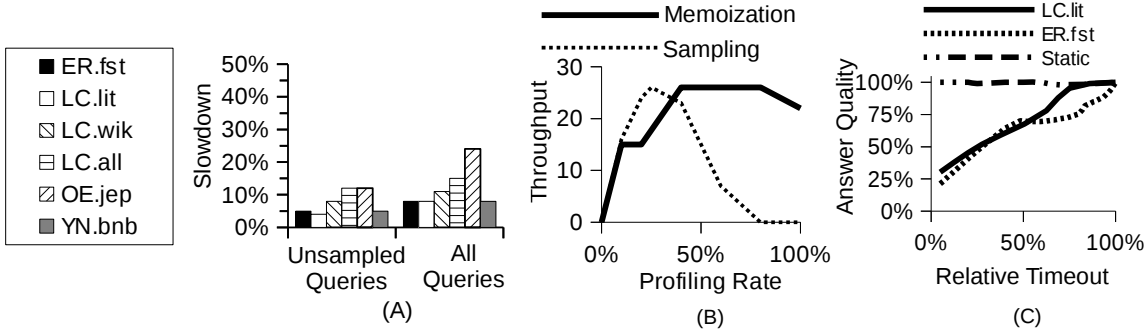 ER.fst
LC.lit
LC.wik
LC.all
OE.jep
YN.bnb
Slowdown
50%
40%
30%
20%
10%
0%
Unsampled
Queries
All
Queries
(A)
Memoization
Sampling
Throughput
30
20
10
0
0%
50%
100%
Profiling Rate
(B)
LC.lit
ER.fst
Static
Answer Quality
100%
75%
50%
25%
0%
0%
50%
100%
Relative Timeout
(C)